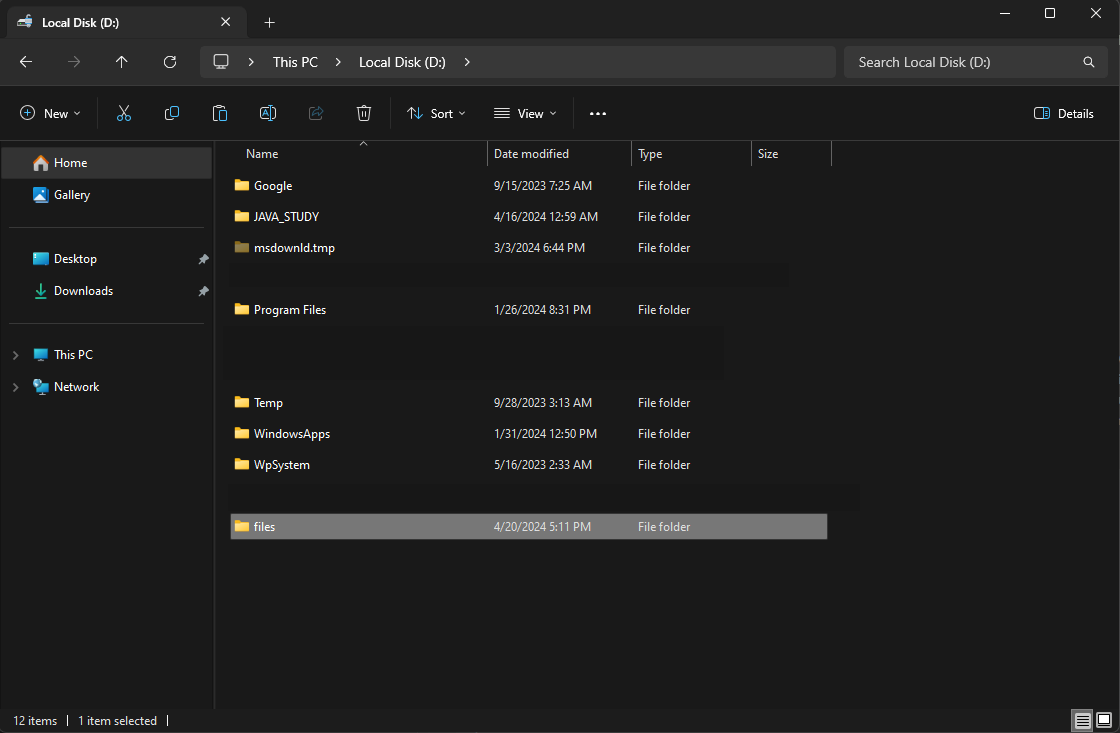 Local Disk (D:)
This PC > Local Disk (D:) >
Search Local Disk (D:)
New Sort View ... Details
Name Date modified Type Size
Home
Gallery
Desktop
Downloads
This PC
Network
Google 9/15/2023 7:25 AM File folder
JAVA_STUDY 4/16/2024 12:59 AM File folder
msdownld.tmp 3/3/2024 6:44 PM File folder
Program Files 1/26/2024 8:31 PM File folder
Temp 9/28/2023 3:13 AM File folder
WindowsApps 1/31/2024 12:50 PM File folder
WpSystem 5/16/2023 2:33 AM File folder
files 4/20/2024 5:11 PM File folder
12 items | 1 item selected |